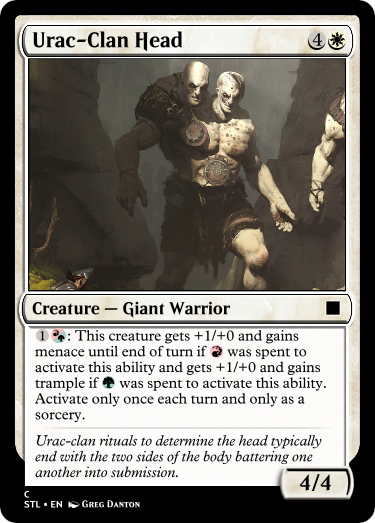 Urac-Clan Head 4
Creature — Giant Warrior
1 : This creature gets +1/+0 and gains
menace until end of turn if was spent to
activate this ability and gets +1/+0 and gains
trample if was spent to activate this ability.
Activate only once each turn and only as a
sorcery.
Urac-clan rituals to determine the head typically
end with the two sides of the body battering one
another into submission.
4/4
C
STL • EN Greg Danton